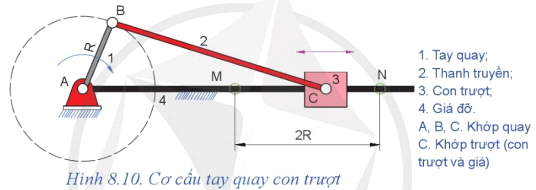 B
R
1
2
A
M
3
N
C
4
2R
1. Tay quay;
2. Thanh truyền;
3. Con trượt;
4. Giá đỡ.
A, B, C. Khớp quay
C. Khớp trượt (con
trượt và giá)
Hình 8.10. Cơ cấu tay quay con trượt